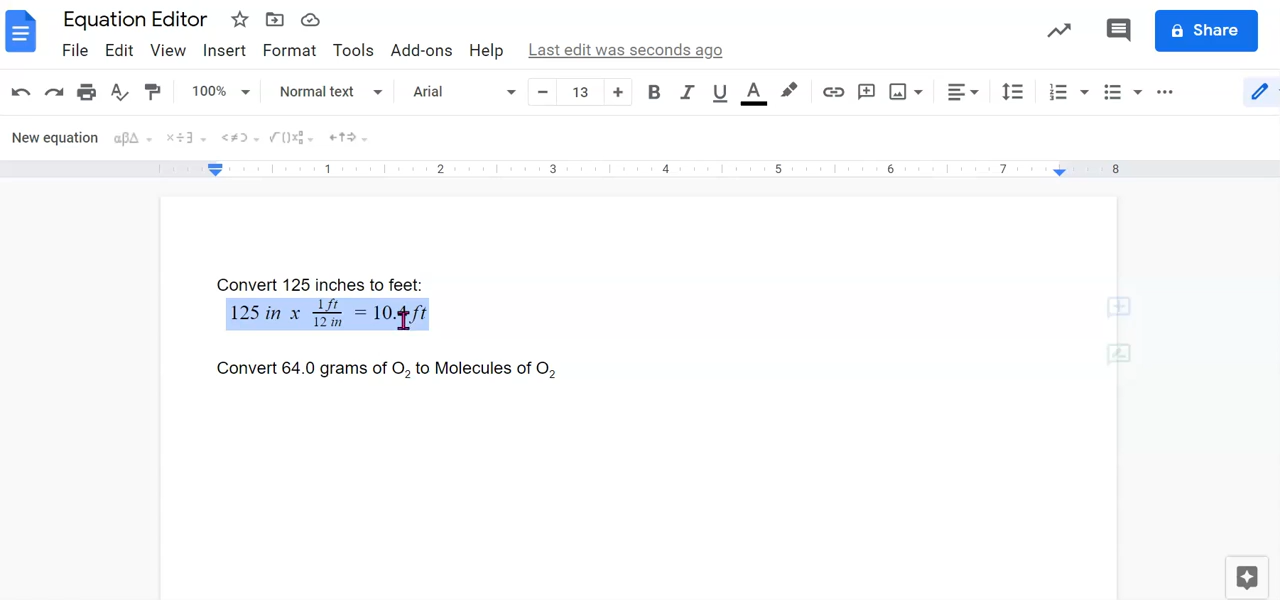 Equation Editor
File Edit View Insert Format Tools Add-ons Help Last edit was seconds ago
Share
100% Normal text Arial 13 B I U A
New equation αβΔ ×÷∃ <≠⊃ √()x ←↑⇒
1 2 3 4 5 6 7 8
Convert 125 inches to feet:
125 in x 1 ft / 12 in = 10.4 ft
Convert 64.0 grams of O₂ to Molecules of O₂